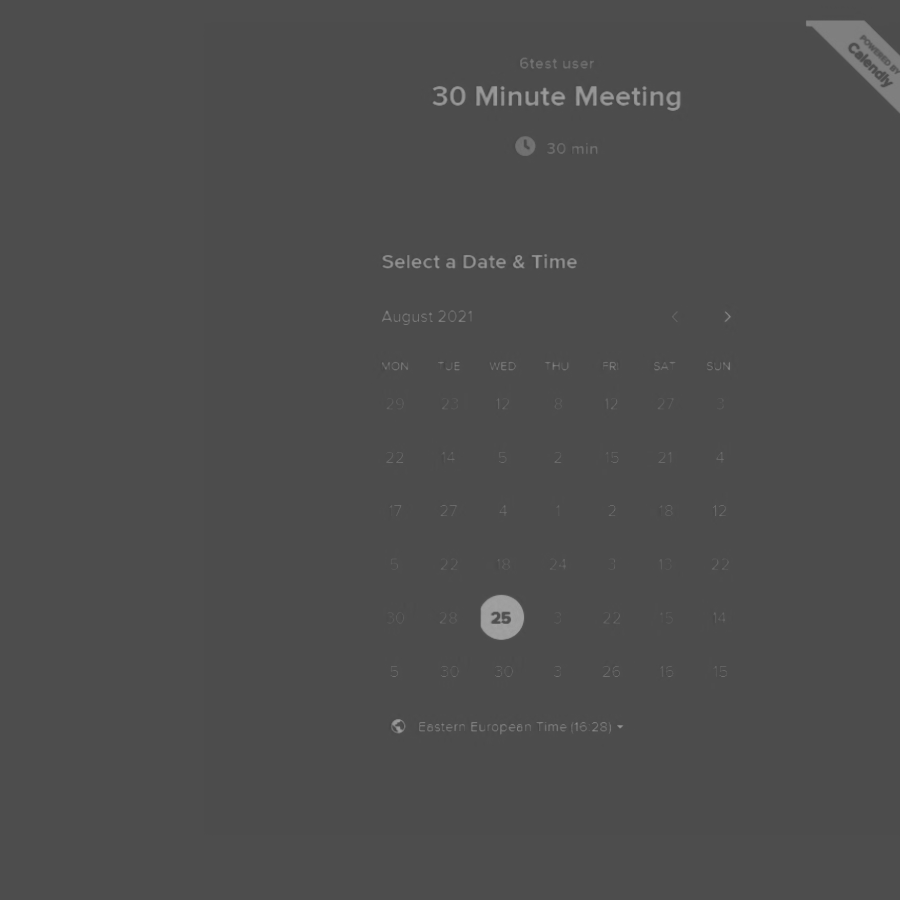 POWERED BY
Calendly
6test user
30 Minute Meeting
30 min
Select a Date & Time
August 2021
MON TUE WED THU FRI SAT SUN
29 23 12 8 12 27 3
22 14 5 2 15 21 4
17 27 4 1 2 18 12
22 18 24 3 13 22
30 28 25 3 22 15 14
5 30 30 3 26 16 15
Eastern European Time (16:28)